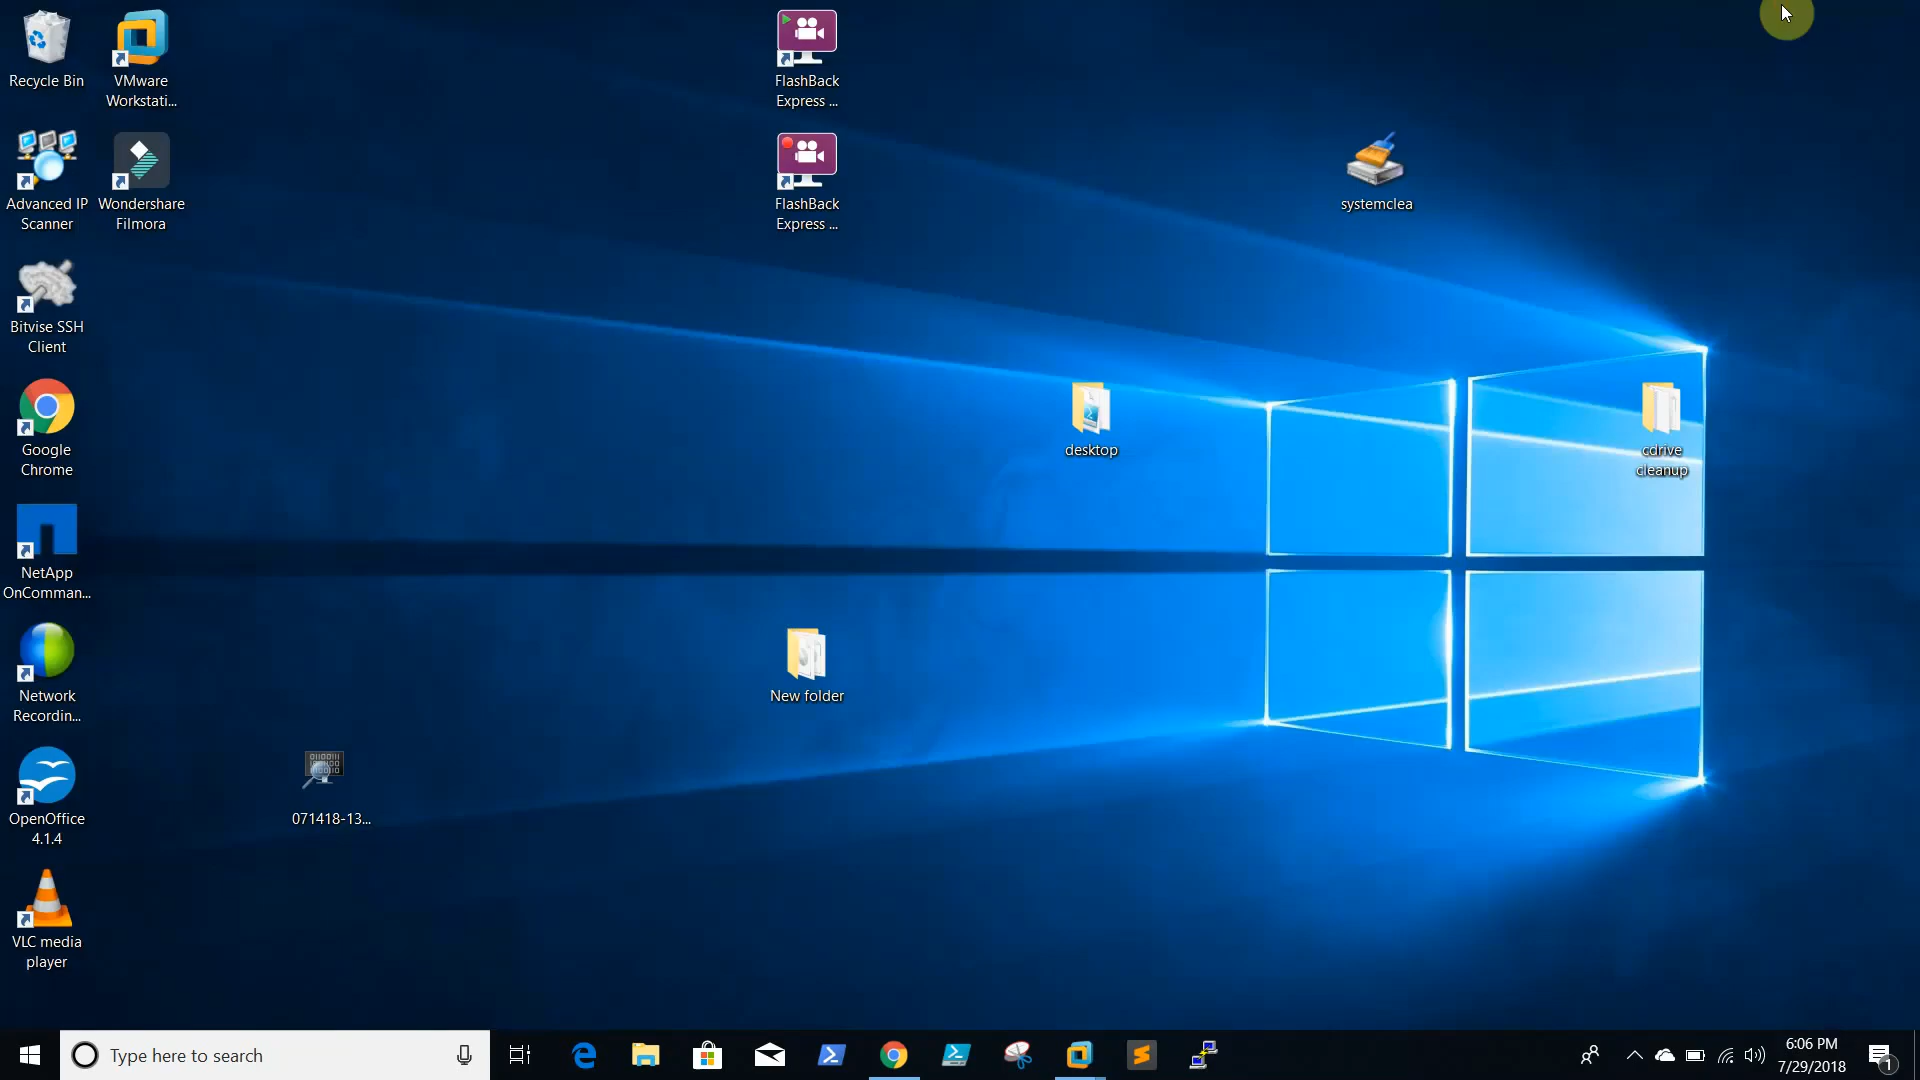 Recycle Bin
VMware
Workstati...
Advanced IP
Scanner
Wondershare
Filmora
Bitvise SSH
Client
Google
Chrome
NetApp
OnComman...
Network
Recordin...
OpenOffice
4.1.4
VLC media
player
071418-13...
FlashBack
Express ...
FlashBack
Express ...
New folder
desktop
systemclea
cdrive
cleanup
Type here to search
6:06 PM
7/29/2018
1